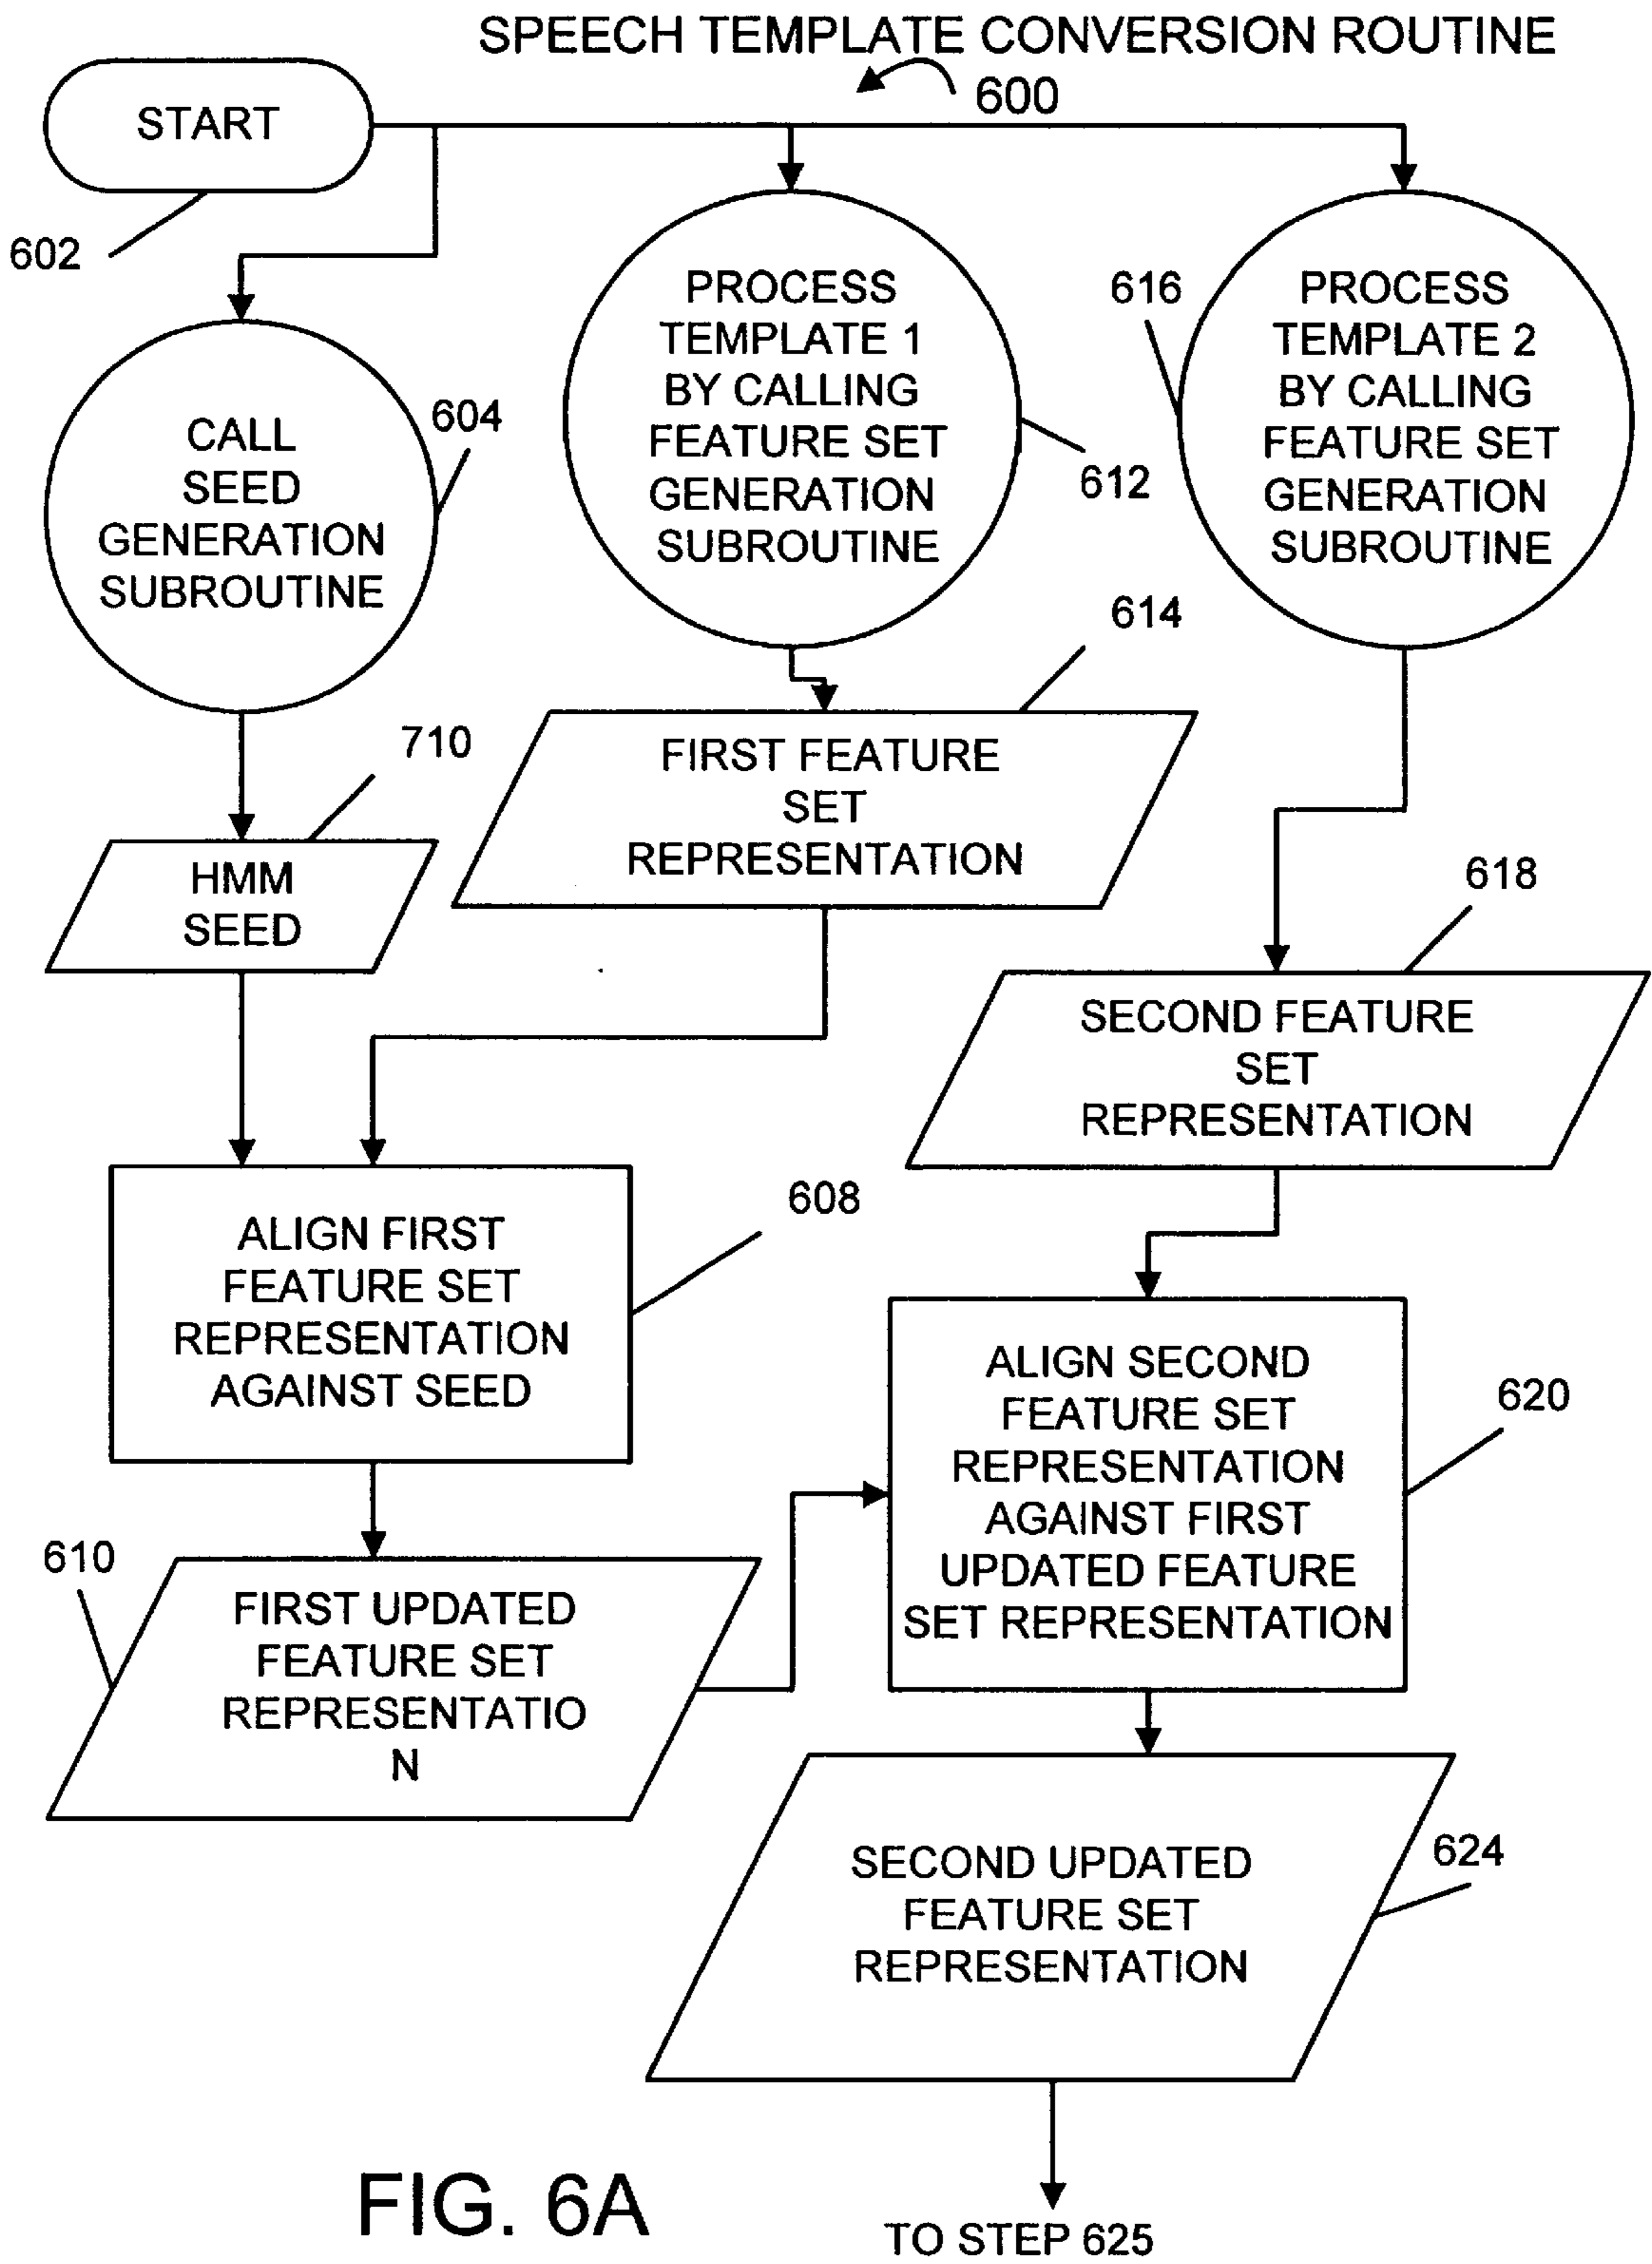 SPEECH TEMPLATE CONVERSION ROUTINE
600
START
602
CALL
SEED
GENERATION
SUBROUTINE
604
PROCESS
TEMPLATE 1
BY CALLING
FEATURE SET
GENERATION
SUBROUTINE
612
616
PROCESS
TEMPLATE 2
BY CALLING
FEATURE SET
GENERATION
SUBROUTINE
614
710
HMM
SEED
FIRST FEATURE
SET
REPRESENTATION
618
SECOND FEATURE
SET
REPRESENTATION
608
ALIGN FIRST
FEATURE SET
REPRESENTATION
AGAINST SEED
620
ALIGN SECOND
FEATURE SET
REPRESENTATION
AGAINST FIRST
UPDATED FEATURE
SET REPRESENTATION
610
FIRST UPDATED
FEATURE SET
REPRESENTATIO
N
624
SECOND UPDATED
FEATURE SET
REPRESENTATION
FIG. 6A
TO STEP 625